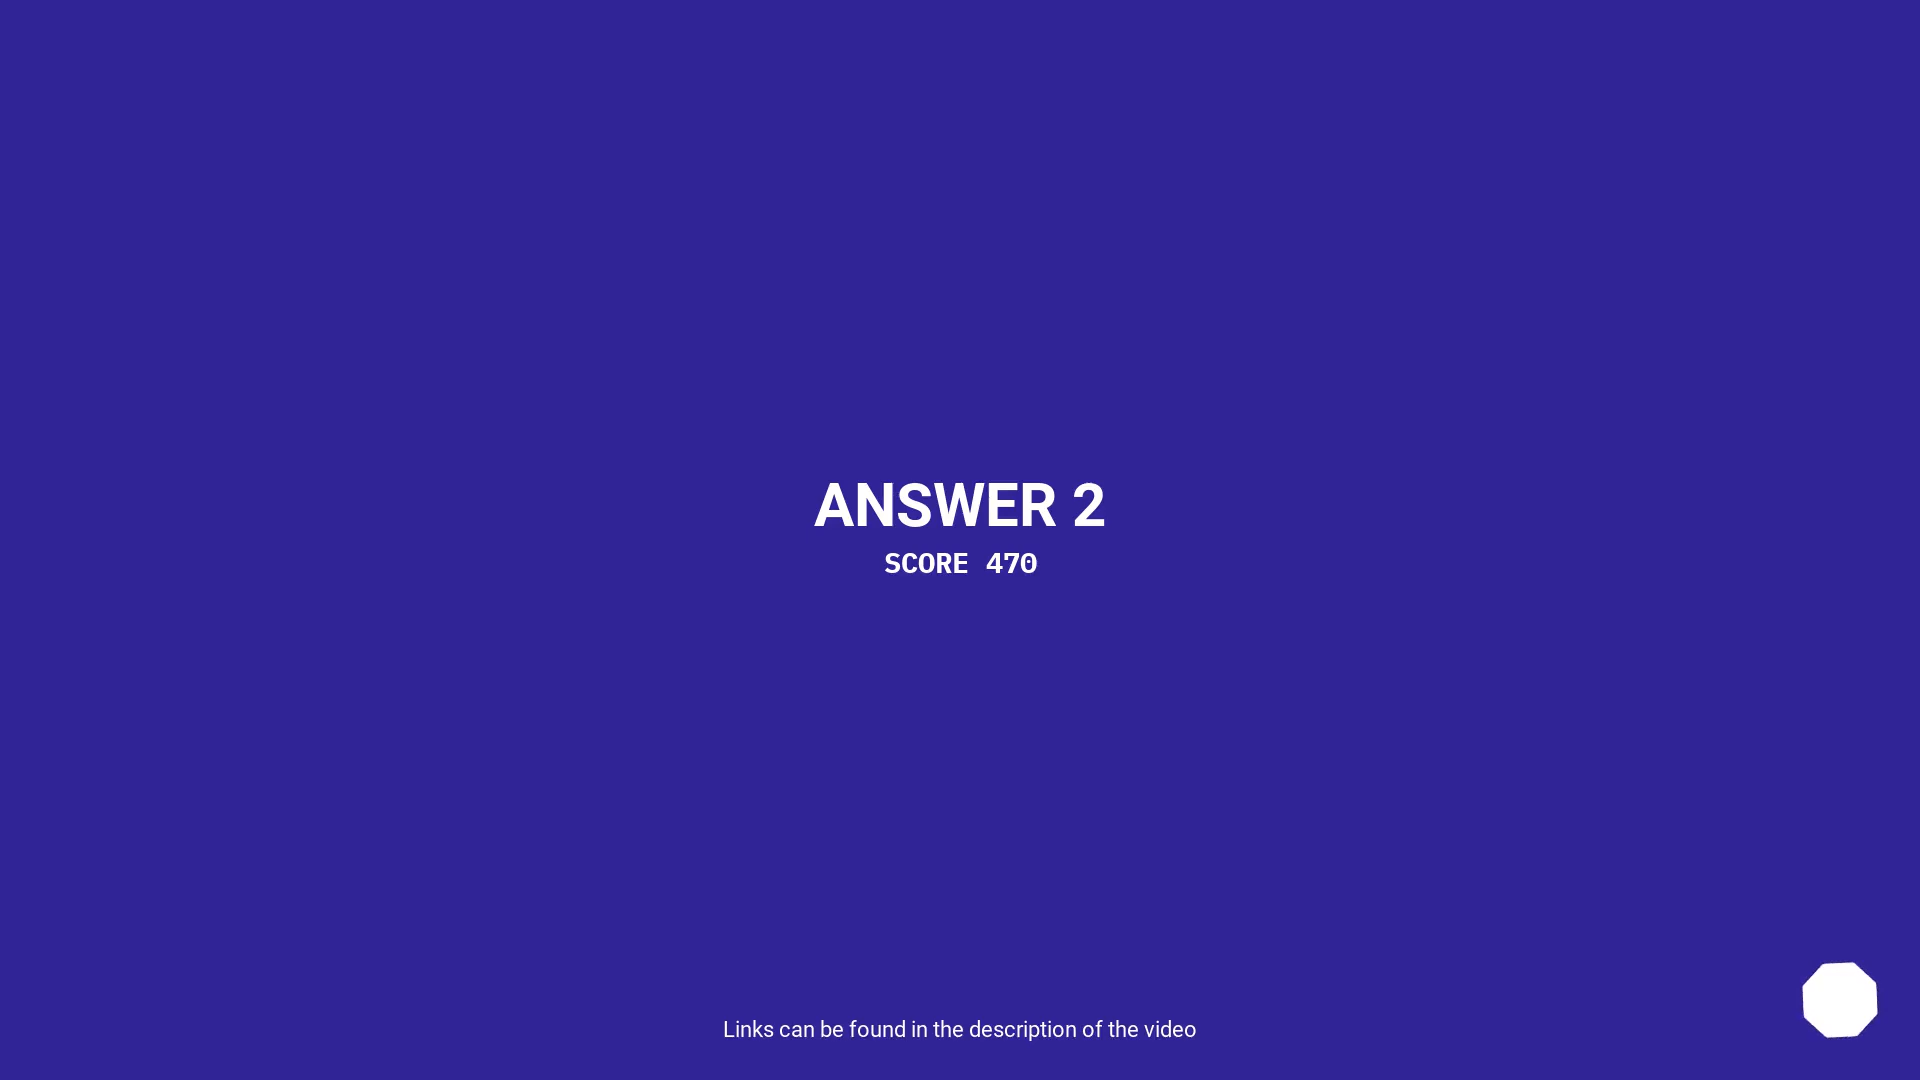 ANSWER 2
SCORE 470
Links can be found in the description of the video